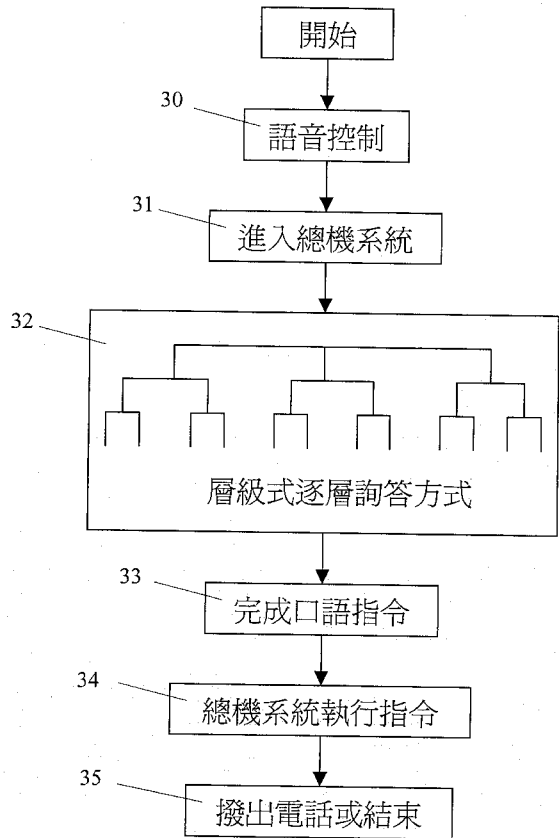 開始
30
語音控制
31
進入總機系統
32
層級式逐層詢答方式
33
完成口語指令
34
總機系統執行指令
35
撥出電話或結束